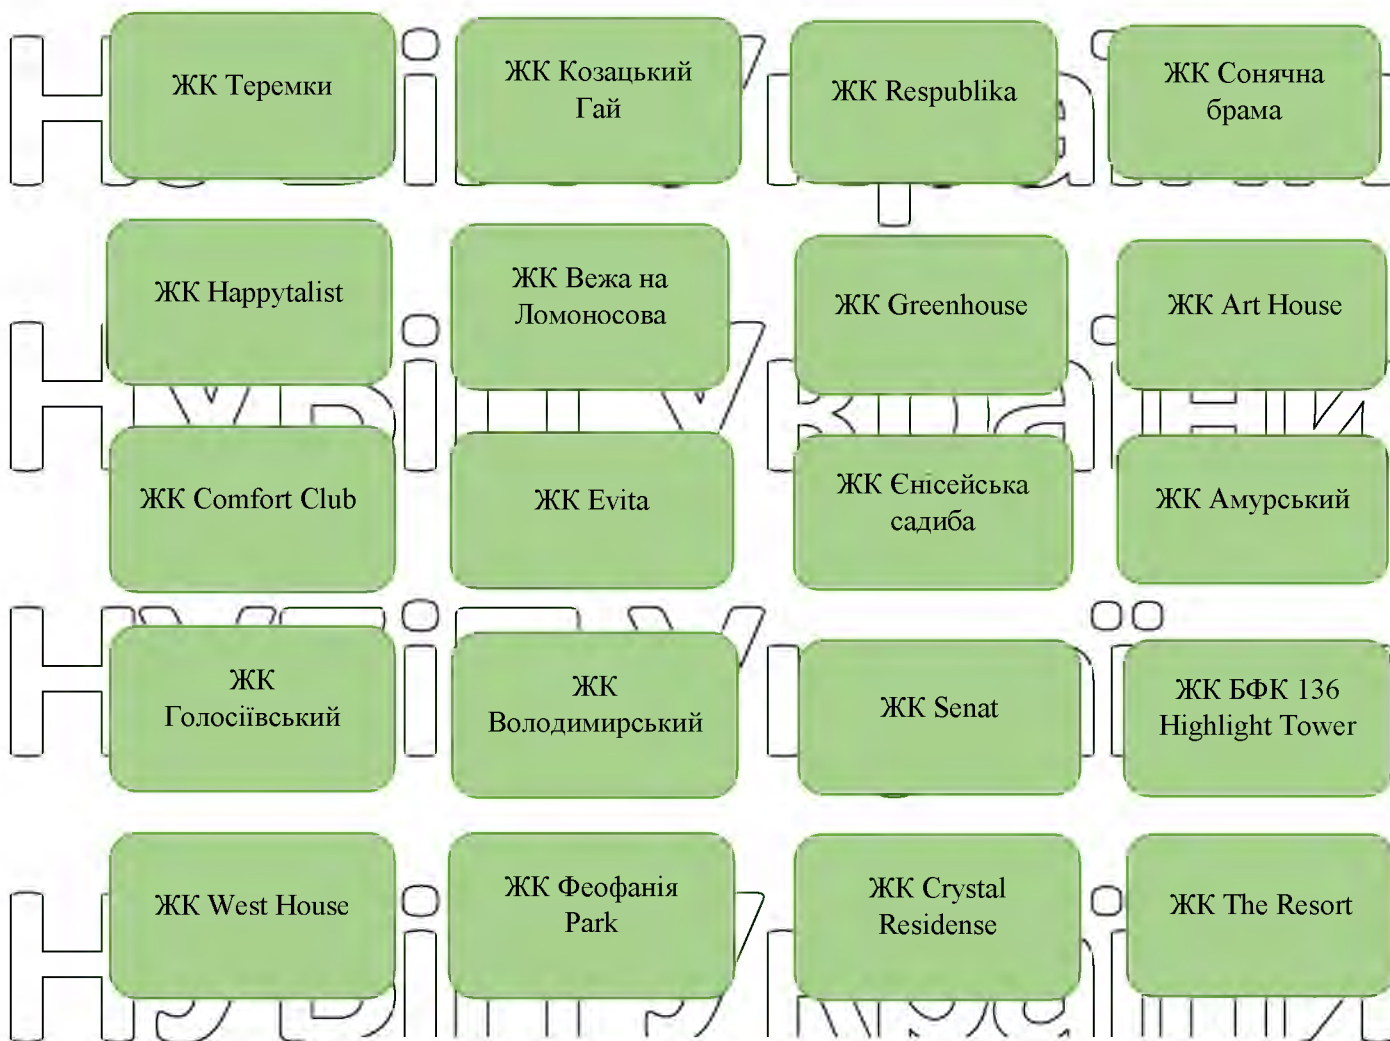 ЖК Теремки
ЖК Козацький
Гай
ЖК Respublika
ЖК Сонячна
брама
ЖК Happytalist
ЖК Вежа на
Ломоносова
ЖК Greenhouse
ЖК Art House
ЖК Comfort Club
ЖК Evita
ЖК Єнісейська
садиба
ЖК Амурський
ЖК
Голосіївський
ЖК
Володимирський
ЖК Senat
ЖК БФК 136
Highlight Tower
ЖК West House
ЖК Феофанія
Park
ЖК Crystal
Residense
ЖК The Resort